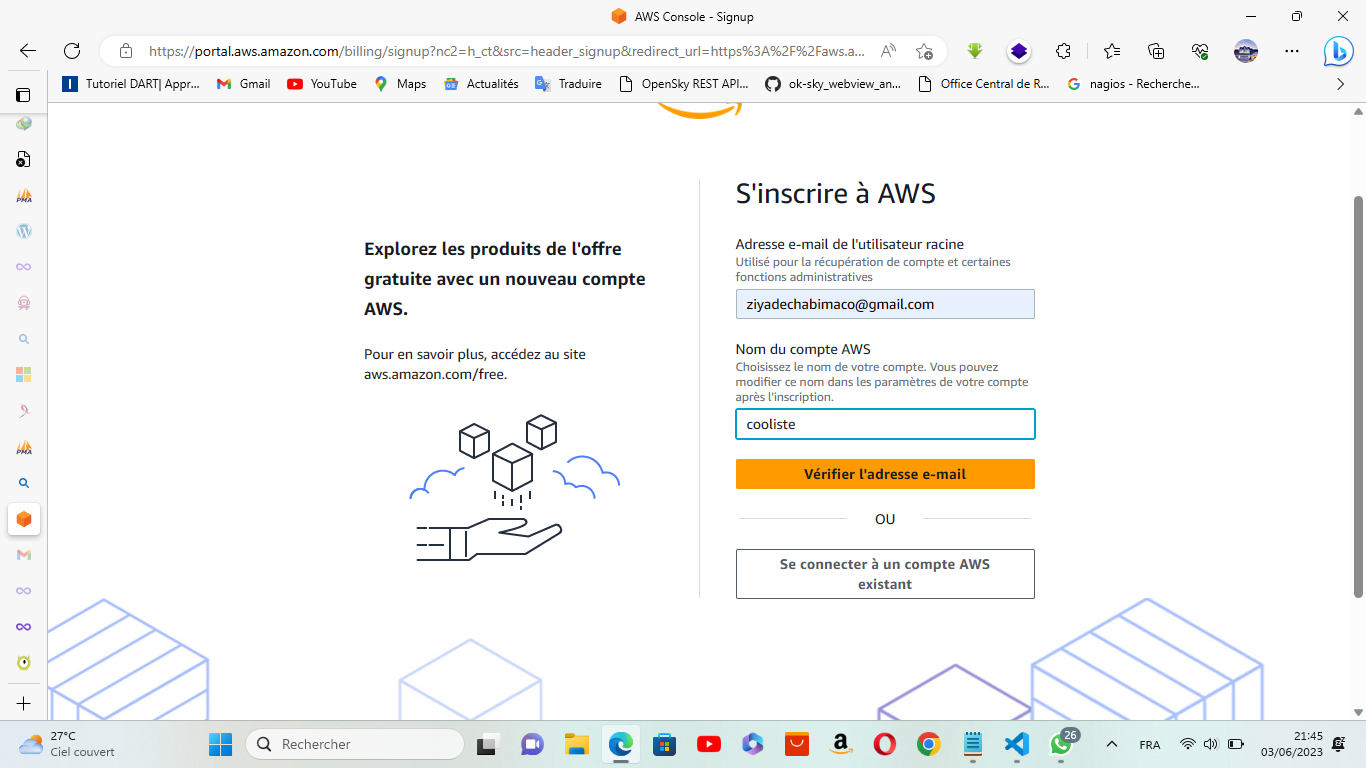 AWS Console - Signup
https://portal.aws.amazon.com/billing/signup?nc2=h_ct&src=header_signup&redirect_url=https%3A%2F%2Faws.a...
Tutoriel DART| Appr...
Gmail
YouTube
Maps
Actualités
Traduire
OpenSky REST API...
ok-sky_webview_an...
Office Central de R...
nagios - Recherche...
Explorez les produits de l'offre
gratuite avec un nouveau compte
AWS.
Pour en savoir plus, accédez au site
aws.amazon.com/free.
S'inscrire à AWS
Adresse e-mail de l'utilisateur racine
Utilisé pour la récupération de compte et certaines
fonctions administratives
ziyadechabimaco@gmail.com
Nom du compte AWS
Choisissez le nom de votre compte. Vous pouvez
modifier ce nom dans les paramètres de votre compte
après l'inscription.
cooliste
Vérifier l'adresse e-mail
OU
Se connecter à un compte AWS
existant
27°C
Ciel couvert
Rechercher
26
FRA
21:45
03/06/2023